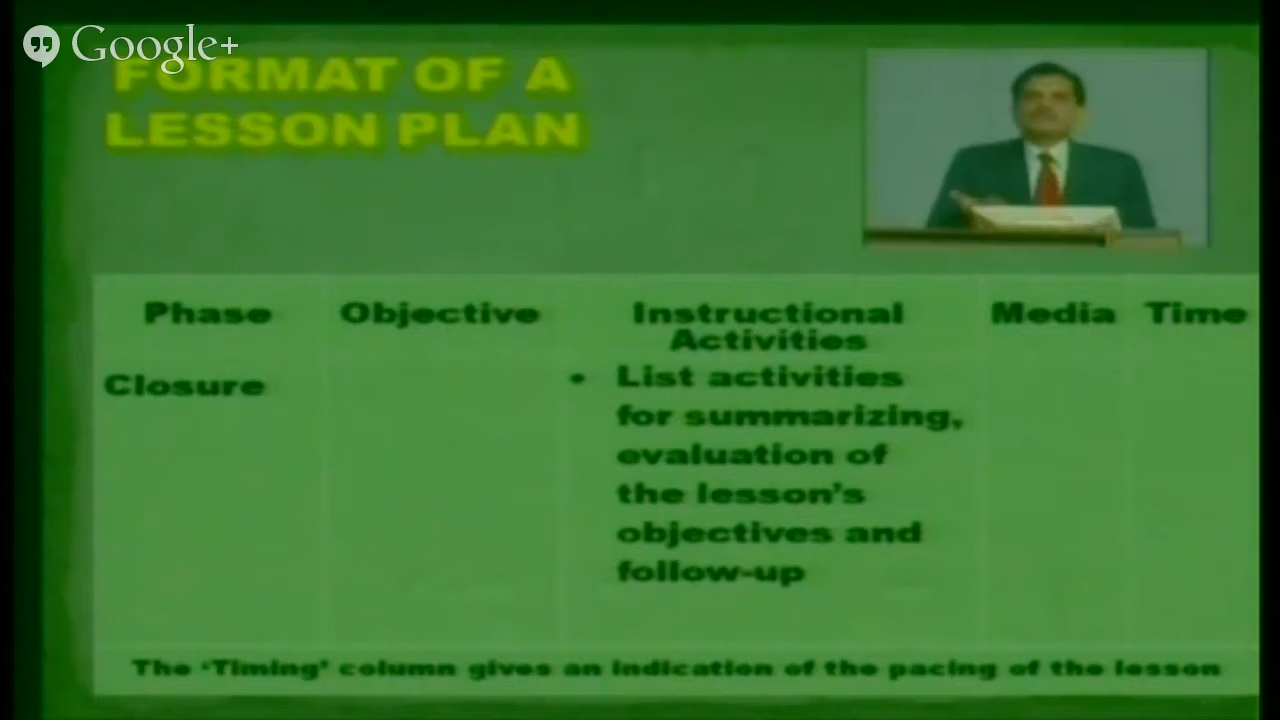 Google+
FORMAT OF A
LESSON PLAN
Phase Objective Instructional Activities Media Time
Closure
• List activities
for summarizing,
evaluation of
the lesson's
objectives and
follow-up
The 'Timing' column gives an indication of the pacing of the lesson